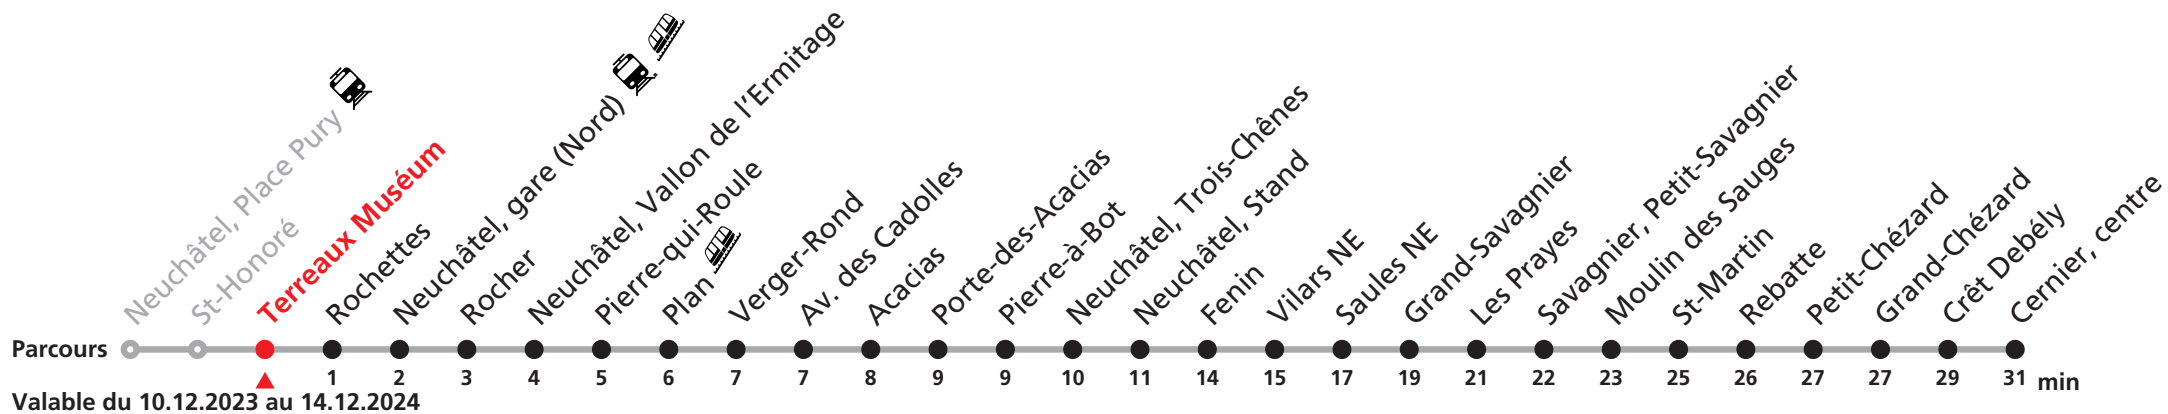 Neuchâtel, Place Pury
St-Honoré
Terreaux Muséum
Rochettes
Neuchâtel, gare (Nord)
Rocher
Neuchâtel, Vallon de l'Ermitage
Pierre-qui-Roule
Plan
Verger-Rond
Av. des Cadolles
Acacias
Porte-des-Acacias
Pierre-à-Bot
Neuchâtel, Trois-Chênes
Neuchâtel, Stand
Fenin
Vilars NE
Saules NE
Grand-Savagnier
Les Prayes
Savagnier, Petit-Savagnier
Moulin des Sauges
St-Martin
Rebatte
Petit-Chézard
Grand-Chézard
Crêt Debély
Cernier, centre
Parcours
1 2 3 4 5 6 7 7 8 9 9 10 11 14 15 17 19 21 22 23 25 26 27 27 29 31 min
Valable du 10.12.2023 au 14.12.2024